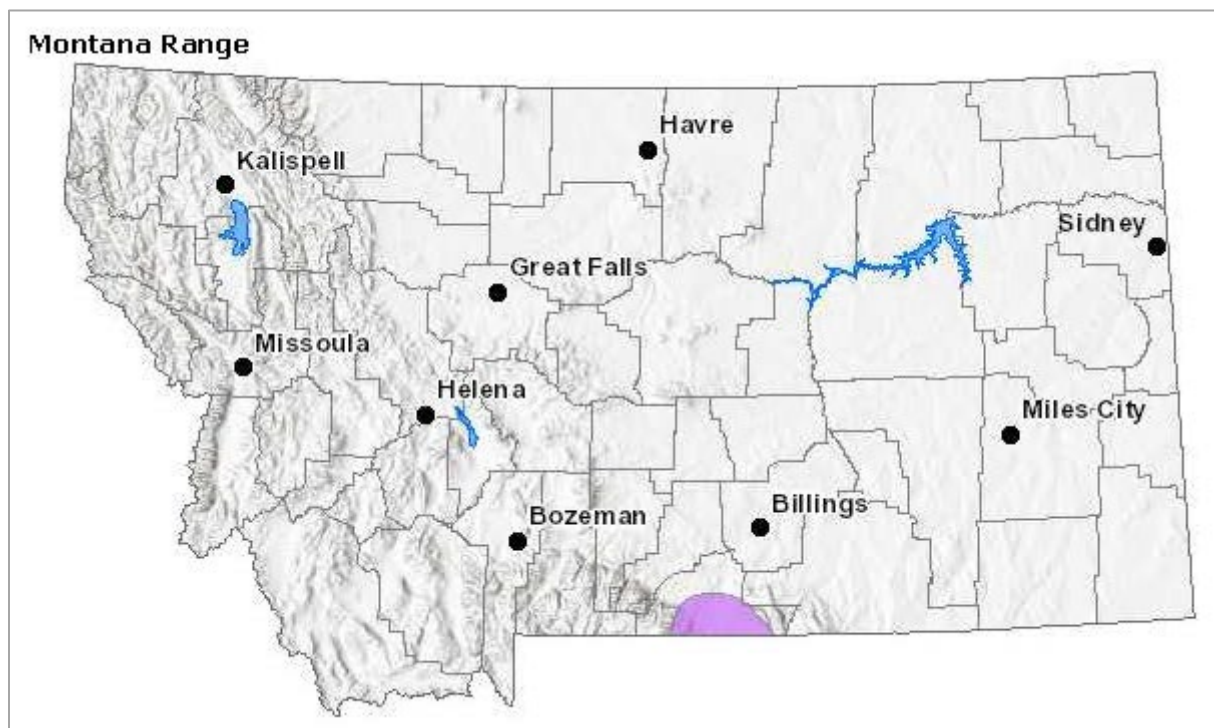 Montana Range
Havre
Kalispell
Sidney
Great Falls
Missoula
Helena
Miles City
Billings
Bozeman